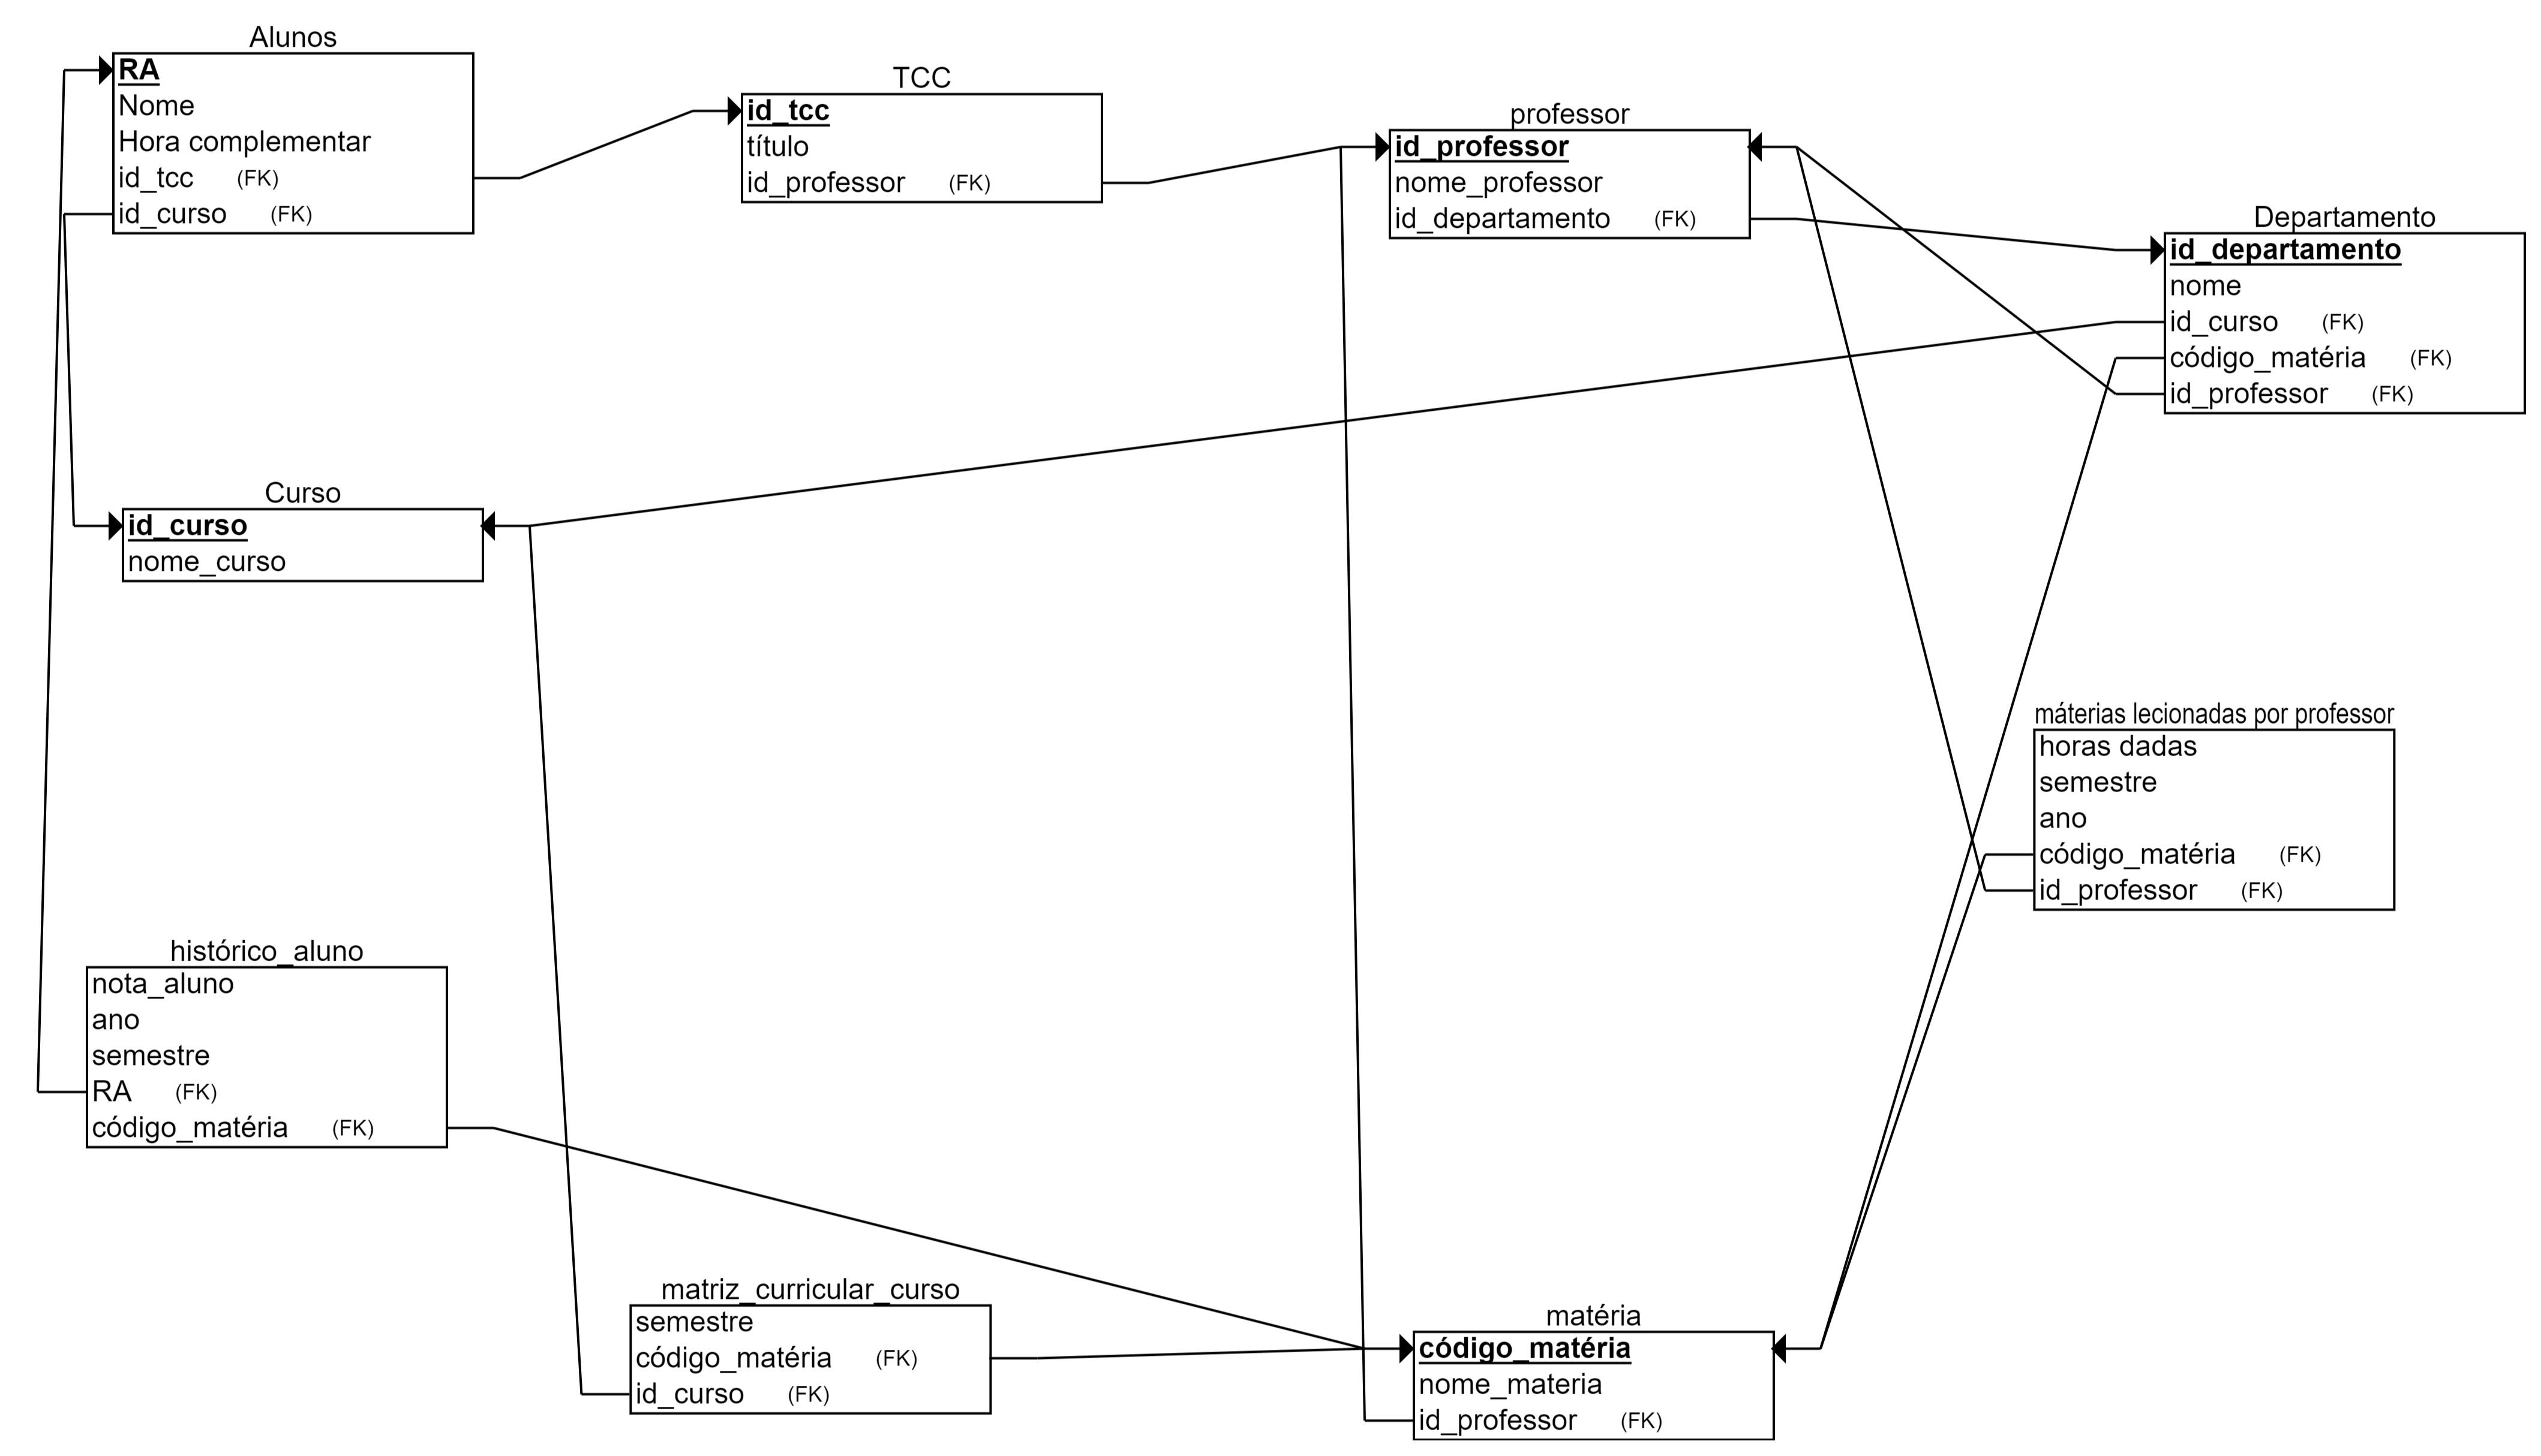 Alunos
RA
Nome
Hora complementar
id_tcc (FK)
id_curso (FK)
TCC
id_tcc
título
id_professor (FK)
professor
id_professor
nome_professor
id_departamento (FK)
Departamento
id_departamento
nome
id_curso (FK)
código_matéria (FK)
id_professor (FK)
Curso
id_curso
nome_curso
máterias lecionadas por professor
horas dadas
semestre
ano
código_matéria (FK)
id_professor (FK)
histórico_aluno
nota_aluno
ano
semestre
RA (FK)
código_matéria (FK)
matriz_curricular_curso
semestre
código_matéria (FK)
id_curso (FK)
matéria
código_matéria
nome_materia
id_professor (FK)